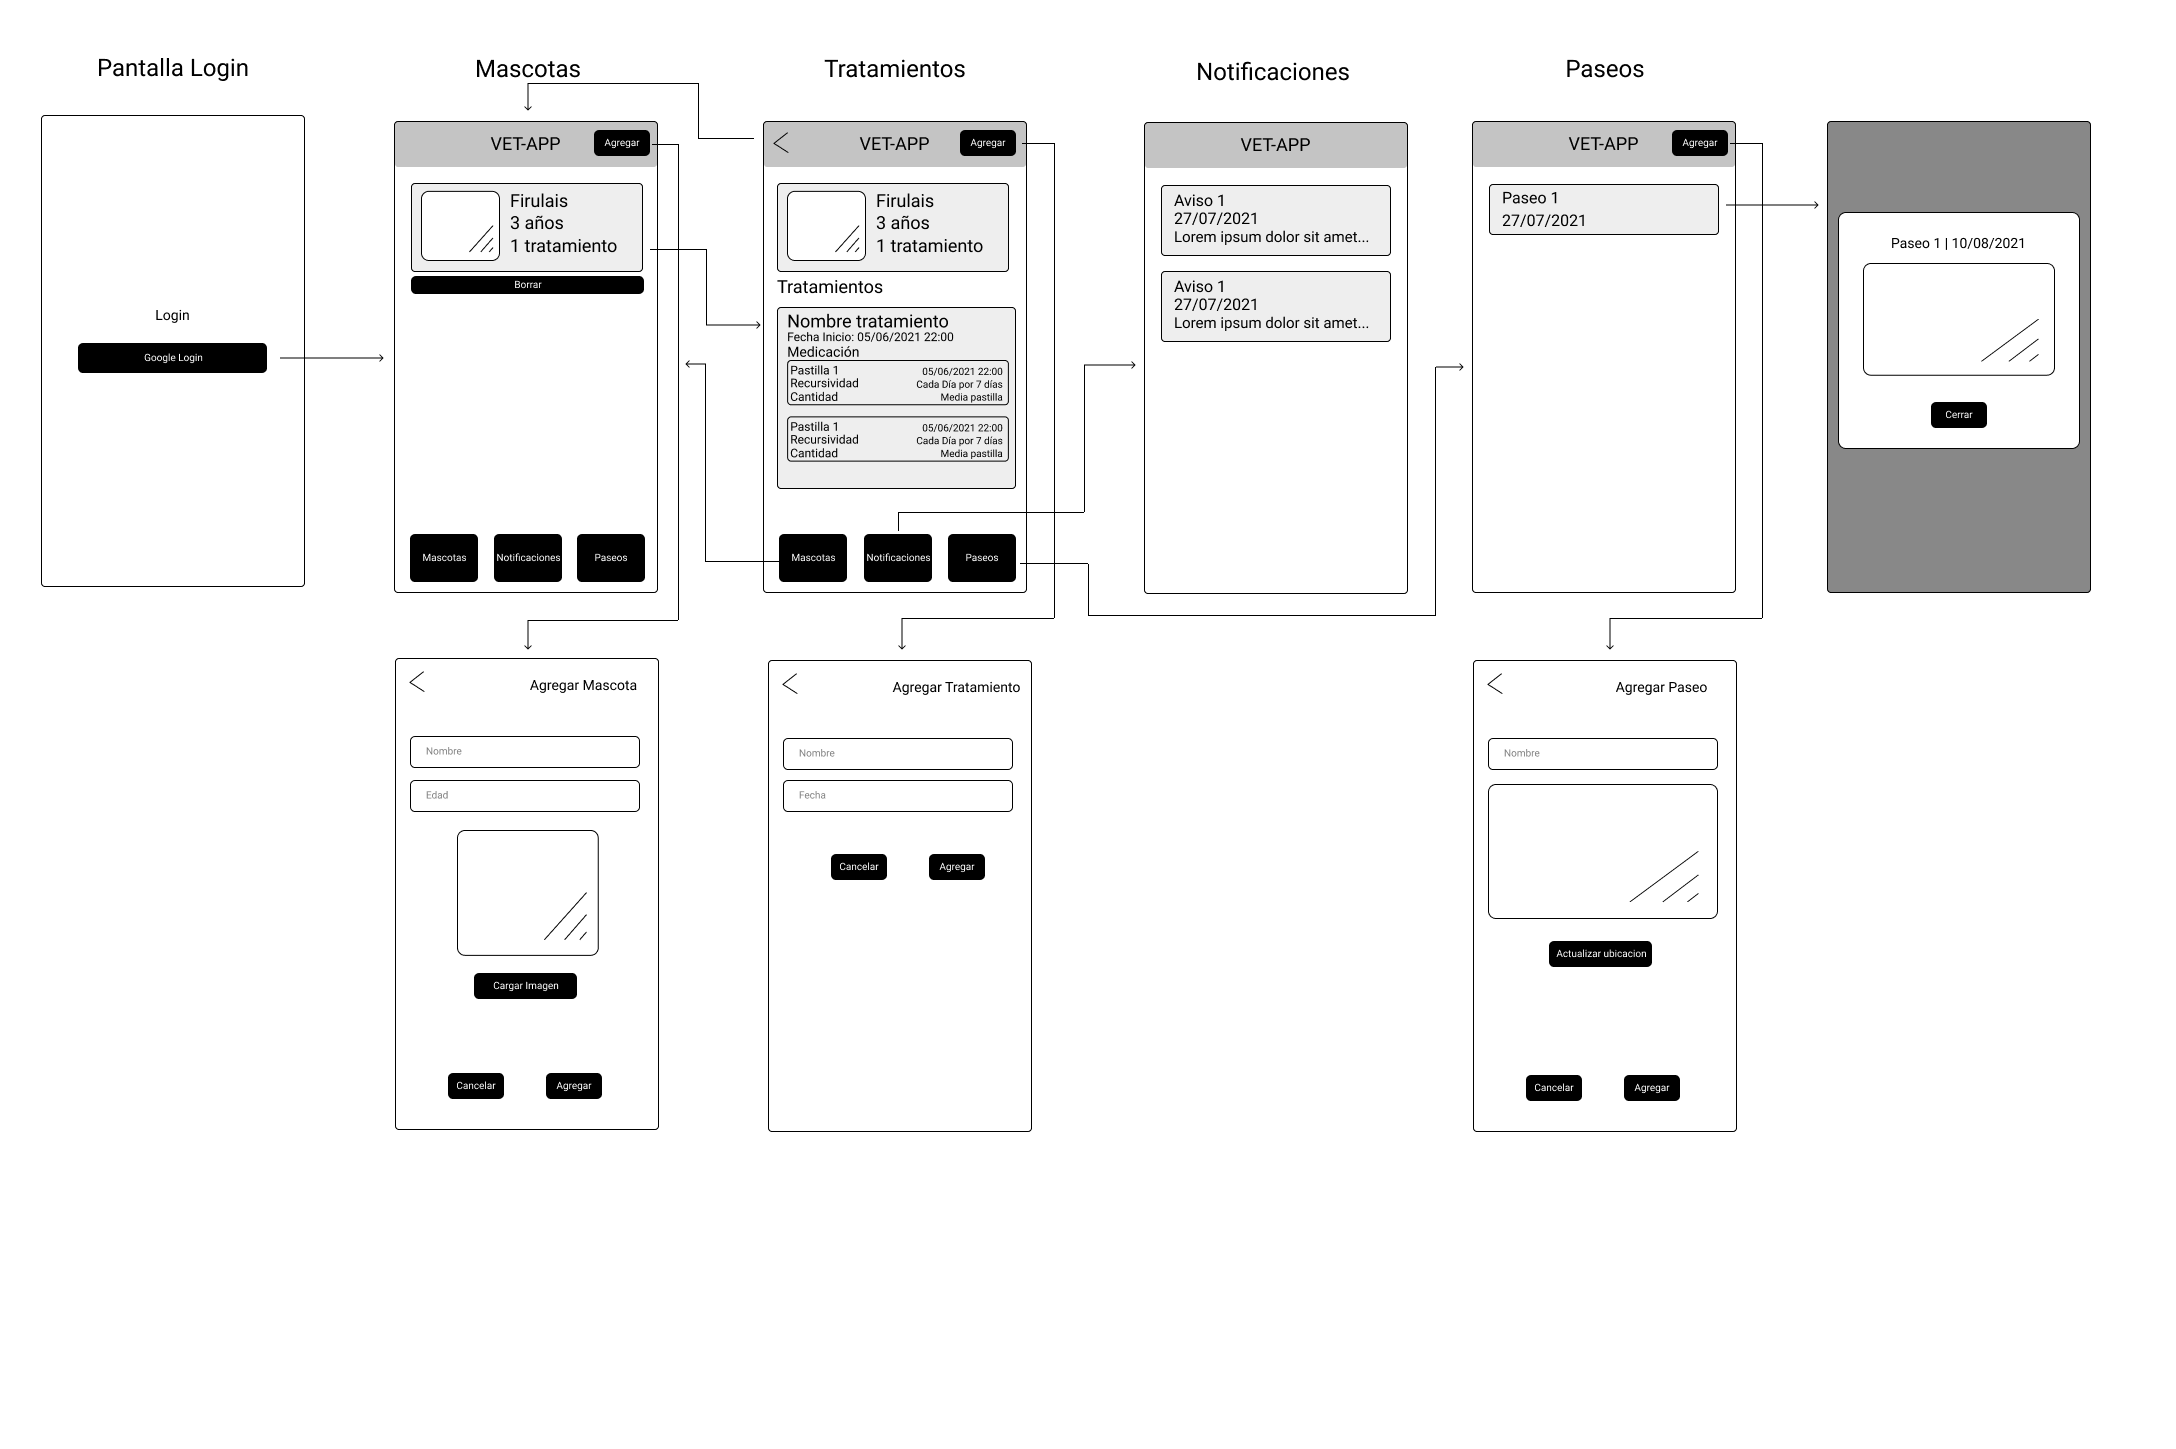 Pantalla Login
Login
Google Login
Mascotas
VET-APP
Agregar
Firulais
3 años
1 tratamiento
Borrar
Mascotas
Notificaciones
Paseos
Tratamientos
VET-APP
Agregar
Firulais
3 años
1 tratamiento
Tratamientos
Nombre tratamiento
Fecha Inicio: 05/06/2021 22:00
Medicación
Pastilla 1 05/06/2021 22:00
Recursividad Cada Día por 7 días
Cantidad Media pastilla
Pastilla 1 05/06/2021 22:00
Recursividad Cada Día por 7 días
Cantidad Media pastilla
Mascotas
Notificaciones
Paseos
Notificaciones
VET-APP
Aviso 1
27/07/2021
Lorem ipsum dolor sit amet...
Aviso 1
27/07/2021
Lorem ipsum dolor sit amet...
Paseos
VET-APP
Agregar
Paseo 1
27/07/2021
Paseo 1 | 10/08/2021
Cerrar
Agregar Mascota
Nombre
Edad
Cargar Imagen
Cancelar
Agregar
Agregar Tratamiento
Nombre
Fecha
Cancelar
Agregar
Agregar Paseo
Nombre
Actualizar ubicacion
Cancelar
Agregar